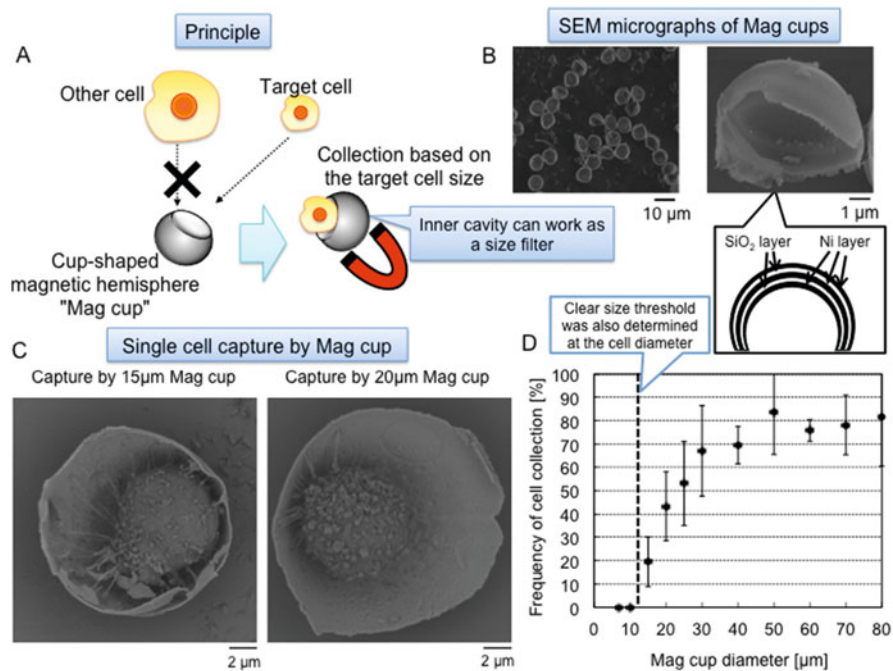 Principle
A
Other cell
Target cell
Collection based on
the target cell size
Inner cavity can work as
a size filter
Cup-shaped
magnetic hemisphere
"Mag cup"
SEM micrographs of Mag cups
B
10 μm
1 μm
SiO₂ layer
Ni layer
Single cell capture by Mag cup
C
Capture by 15μm Mag cup
Capture by 20μm Mag cup
2 μm
2 μm
Clear size threshold
was also determined
at the cell diameter
D
Frequency of cell collection [%]
100
90
80
70
60
50
40
30
20
10
0
0 10 20 30 40 50 60 70 80
Mag cup diameter [μm]